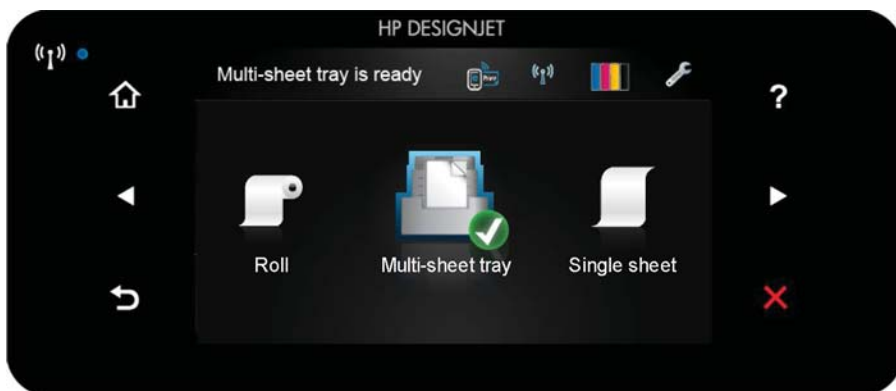 HP DESIGNJET
Multi-sheet tray is ready
?
Roll
Multi-sheet tray
Single sheet